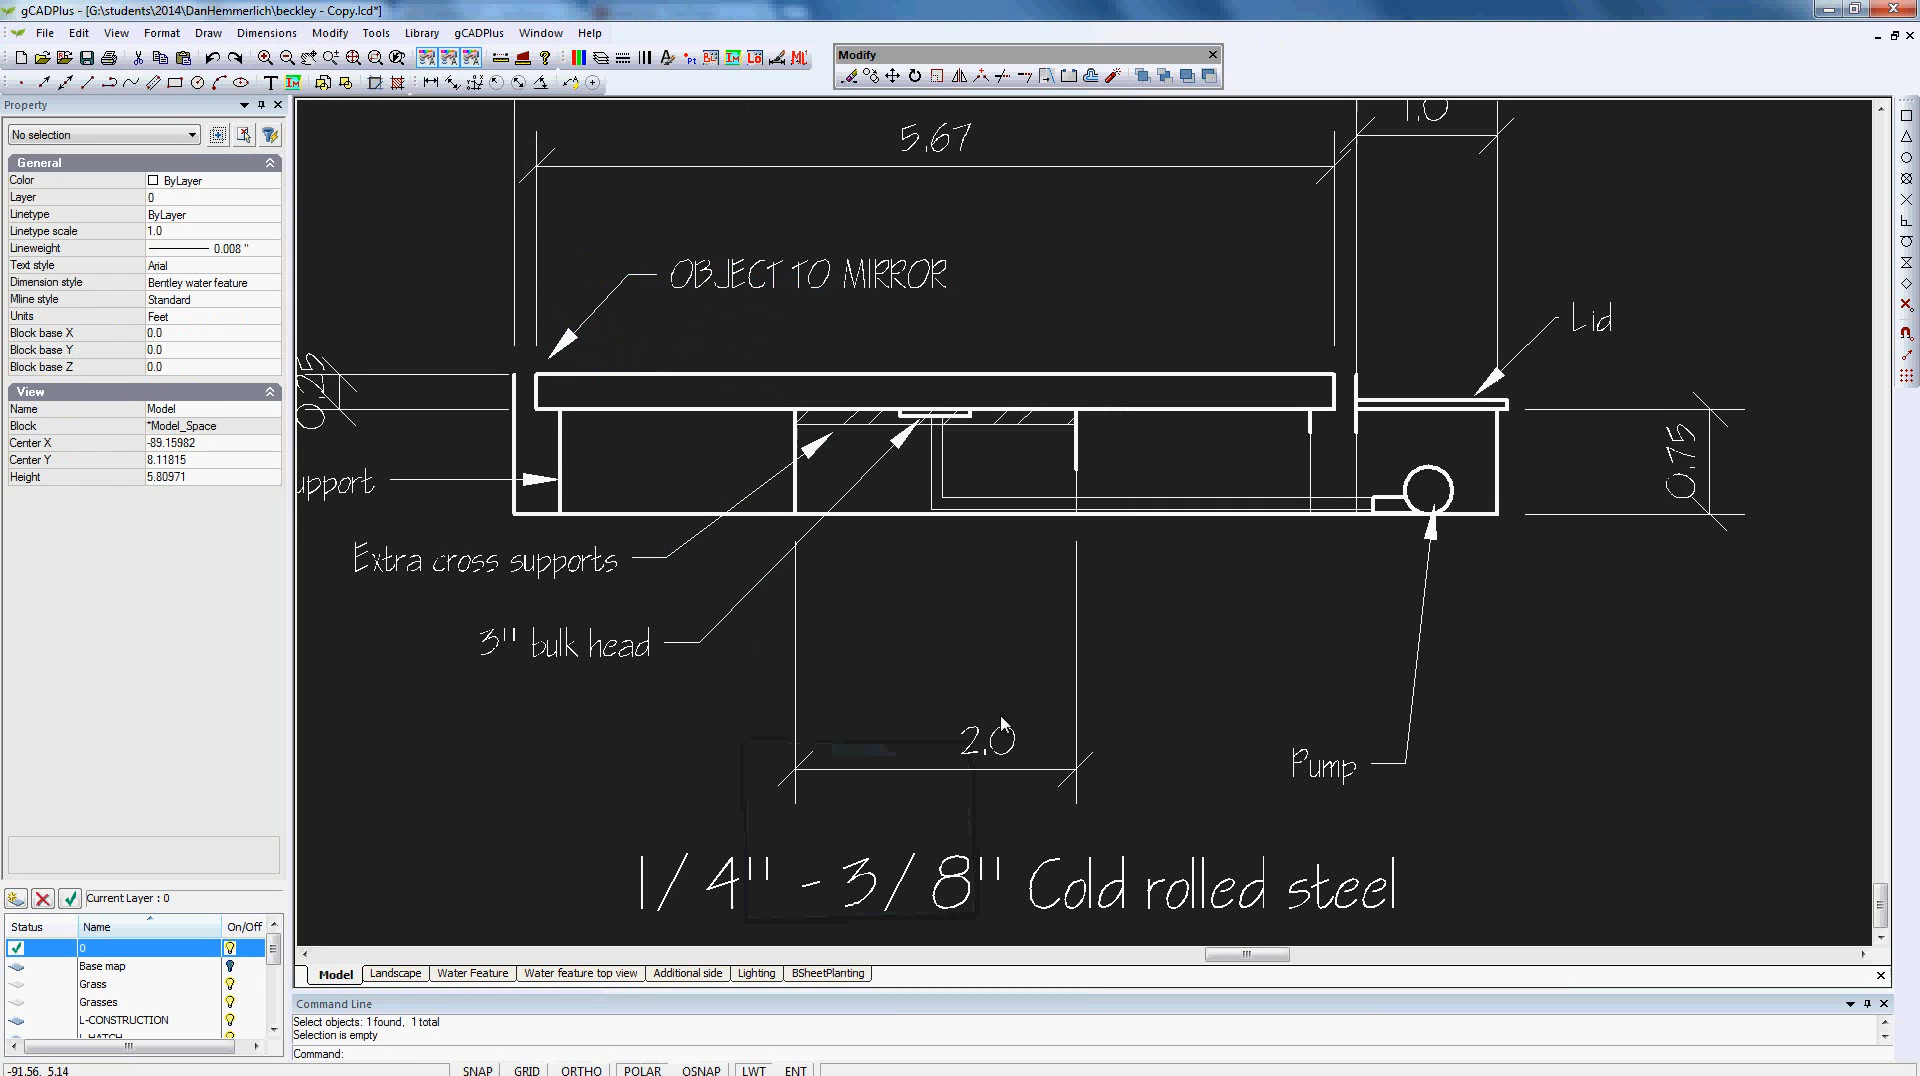 gCADPlus - [G:\students\2014\DanHemmerlich\beckley - Copy.lcd*]
File Edit View Format Draw Dimensions Modify Tools Library gCADPlus Window Help
Modify
Property
No selection
General
Color ByLayer
Layer 0
Linetype ByLayer
Linetype scale 1.0
Lineweight 0.008 "
Text style Arial
Dimension style Bentley water feature
Mline style Standard
Units Feet
Block base X 0.0
Block base Y 0.0
Block base Z 0.0
View
Name Model
Block *Model_Space
Center X -89.15982
Center Y 8.11815
Height 5.80971
5.67
1.0
OBJECT TO MIRROR
Lid
0.25
0.75
upport
Extra cross supports
3" bulk head
2.0
Pump
1/4" - 3/8" Cold rolled steel
Current Layer : 0
Status Name On/Off
0
Base map
Grass
Grasses
L-CONSTRUCTION
L-HATCH
Model Landscape Water Feature Water feature top view Additional side Lighting BSheetPlanting
Command Line
Select objects: 1 found, 1 total
Selection is empty
Command:
-91.56, 5.14 SNAP GRID ORTHO POLAR OSNAP LWT ENT